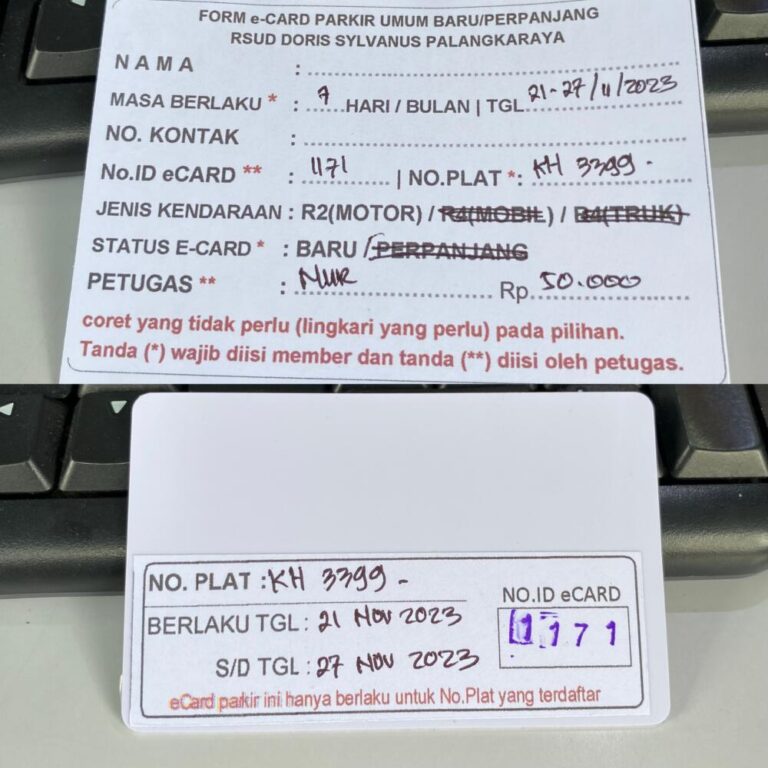 FORM e-CARD PARKIR UMUM BARU/PERPANJANG
RSUD DORIS SYLVANUS PALANGKARAYA
N A M A :
MASA BERLAKU * : 7 HARI / BULAN | TGL 21-27/11/2023
NO. KONTAK :
No.ID eCARD ** : 1171 | NO.PLAT *: KH 3399 -
JENIS KENDARAAN : R2(MOTOR) / R4(MOBIL) / B4(TRUK)
STATUS E-CARD * : BARU / PERPANJANG
PETUGAS ** : NUR Rp 50.000
coret yang tidak perlu (lingkari yang perlu) pada pilihan.
Tanda (*) wajib diisi member dan tanda (**) diisi oleh petugas.
NO. PLAT : KH 3399 -
BERLAKU TGL : 21 NOV 2023
S/D TGL : 27 NOV 2023
NO.ID eCARD
1171
eCard parkir ini hanya berlaku untuk No.Plat yang terdaftar